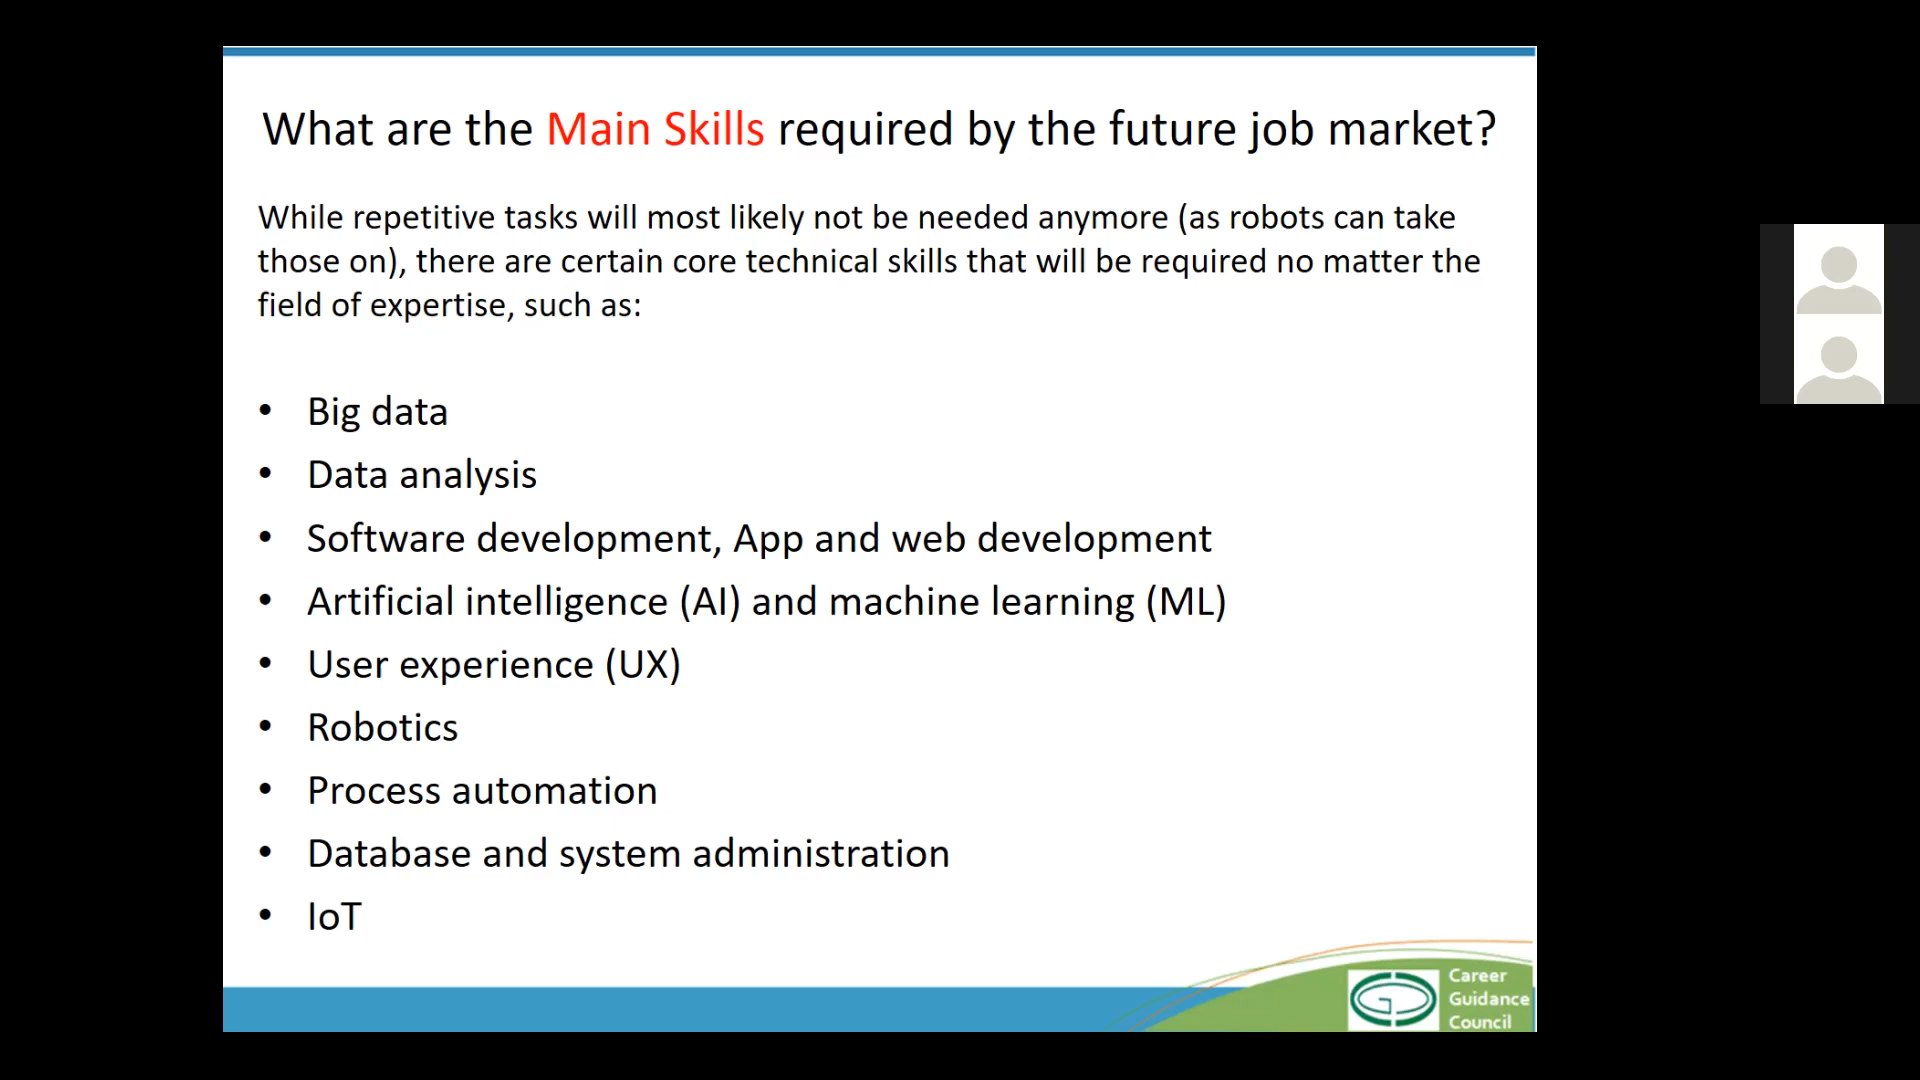 What are the Main Skills required by the future job market?
While repetitive tasks will most likely not be needed anymore (as robots can take
those on), there are certain core technical skills that will be required no matter the
field of expertise, such as:
• Big data
• Data analysis
• Software development, App and web development
• Artificial intelligence (AI) and machine learning (ML)
• User experience (UX)
• Robotics
• Process automation
• Database and system administration
• IoT
Career
Guidance
Council